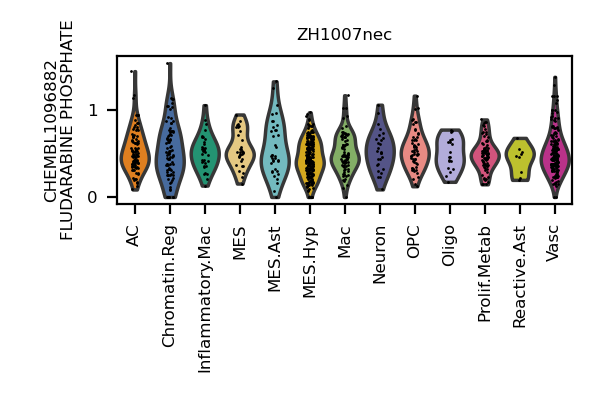 ZH1007nec
CHEMBL1096882
FLUDARABINE PHOSPHATE
1
0
AC
Chromatin.Reg
Inflammatory.Mac
MES
MES.Ast
MES.Hyp
Mac
Neuron
OPC
Oligo
Prolif.Metab
Reactive.Ast
Vasc